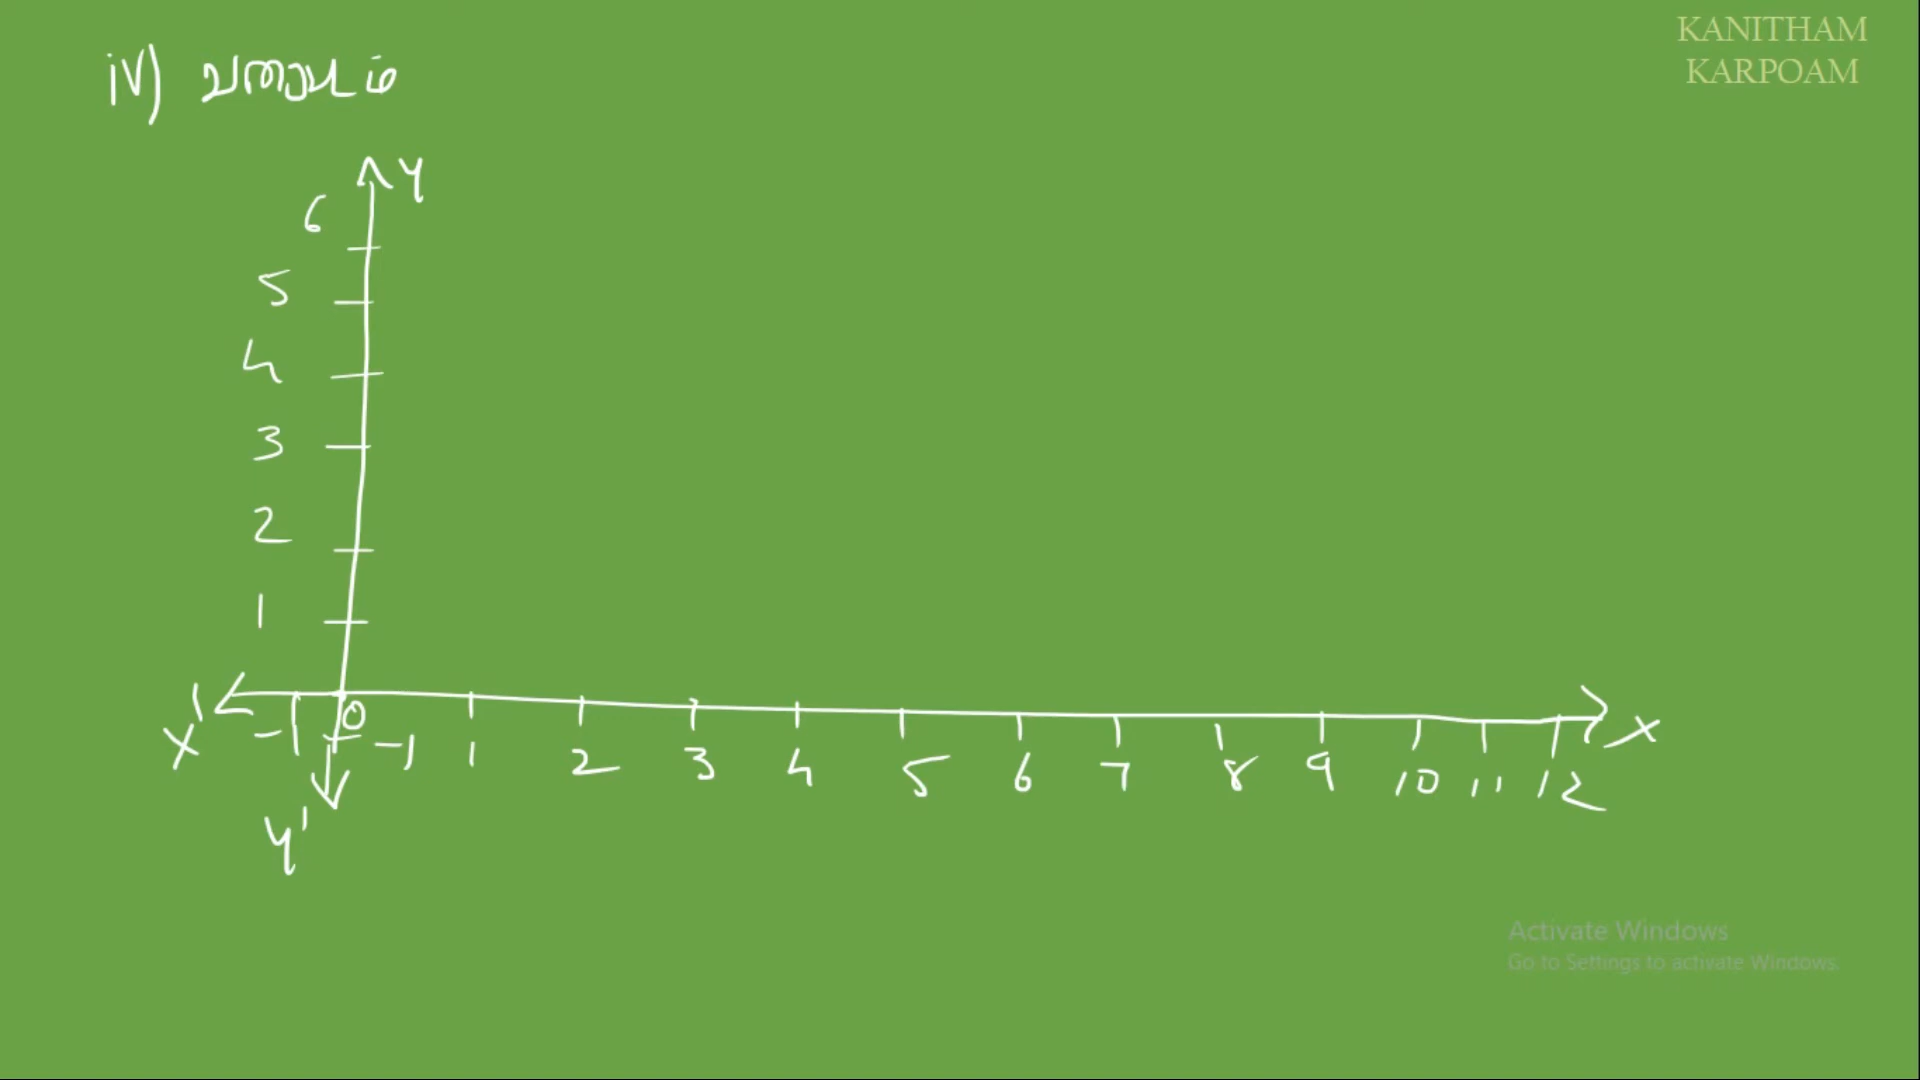 KANITHAM
KARPOAM
iv) வரைபடம்
Y
6
5
4
3
2
1
X' -1 0 -1 1 2 3 4 5 6 7 8 9 10 11 12 X
Y'
Activate Windows
Go to Settings to activate Windows.